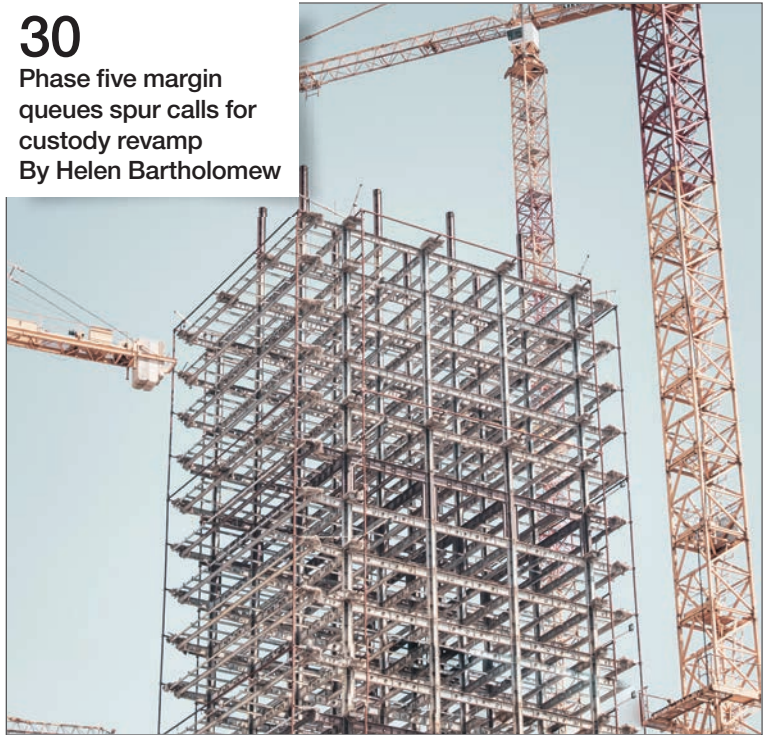 30
Phase five margin
queues spur calls for
custody revamp
By Helen Bartholomew